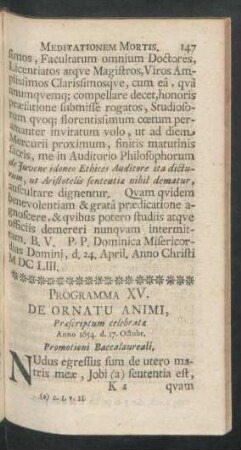 MEDITATIONEM MORTIS. 147
simos, Facultatum omnium Doctores,
Licentiatos atqve Magistros, Viros Am-
plissimos Clarissimosqve, cum eâ, qvâ
unumqvemq; compellare decet, honoris
præfatione submissè rogatos, Studioso-
rum qvoq; florentissimum cœtum per-
amanter invitatum volo, ut ad diem
Mercurii proximum, finitis matutinis
sacris, me in Auditorio Philosophorum
de Juvene idoneo Ethices Auditore ita dictu-
rum, ut Aristotelis sententia nihil dematur,
auscultare dignentur. Qvam qvidem
benevolentiam & gratâ prædicatione a-
gnoscere, & qvibus potero studiis atqve
officiis demereri nunqvam intermit-
tam. B. V. P. P. Dominica Misericor-
dias Domini, d. 24. April. Anno Christi
M DC LIII.
PROGRAMMA XV.
DE ORNATU ANIMI,
Præscriptum celebrata
Anno 1654. d. 17. Octobr.
Promotioni Baccalaureali,
NUdus egressus sum de utero ma-
tris meæ, Jobi (a) sententia est,
K 2 qvam
(a) c. I. v. 21.